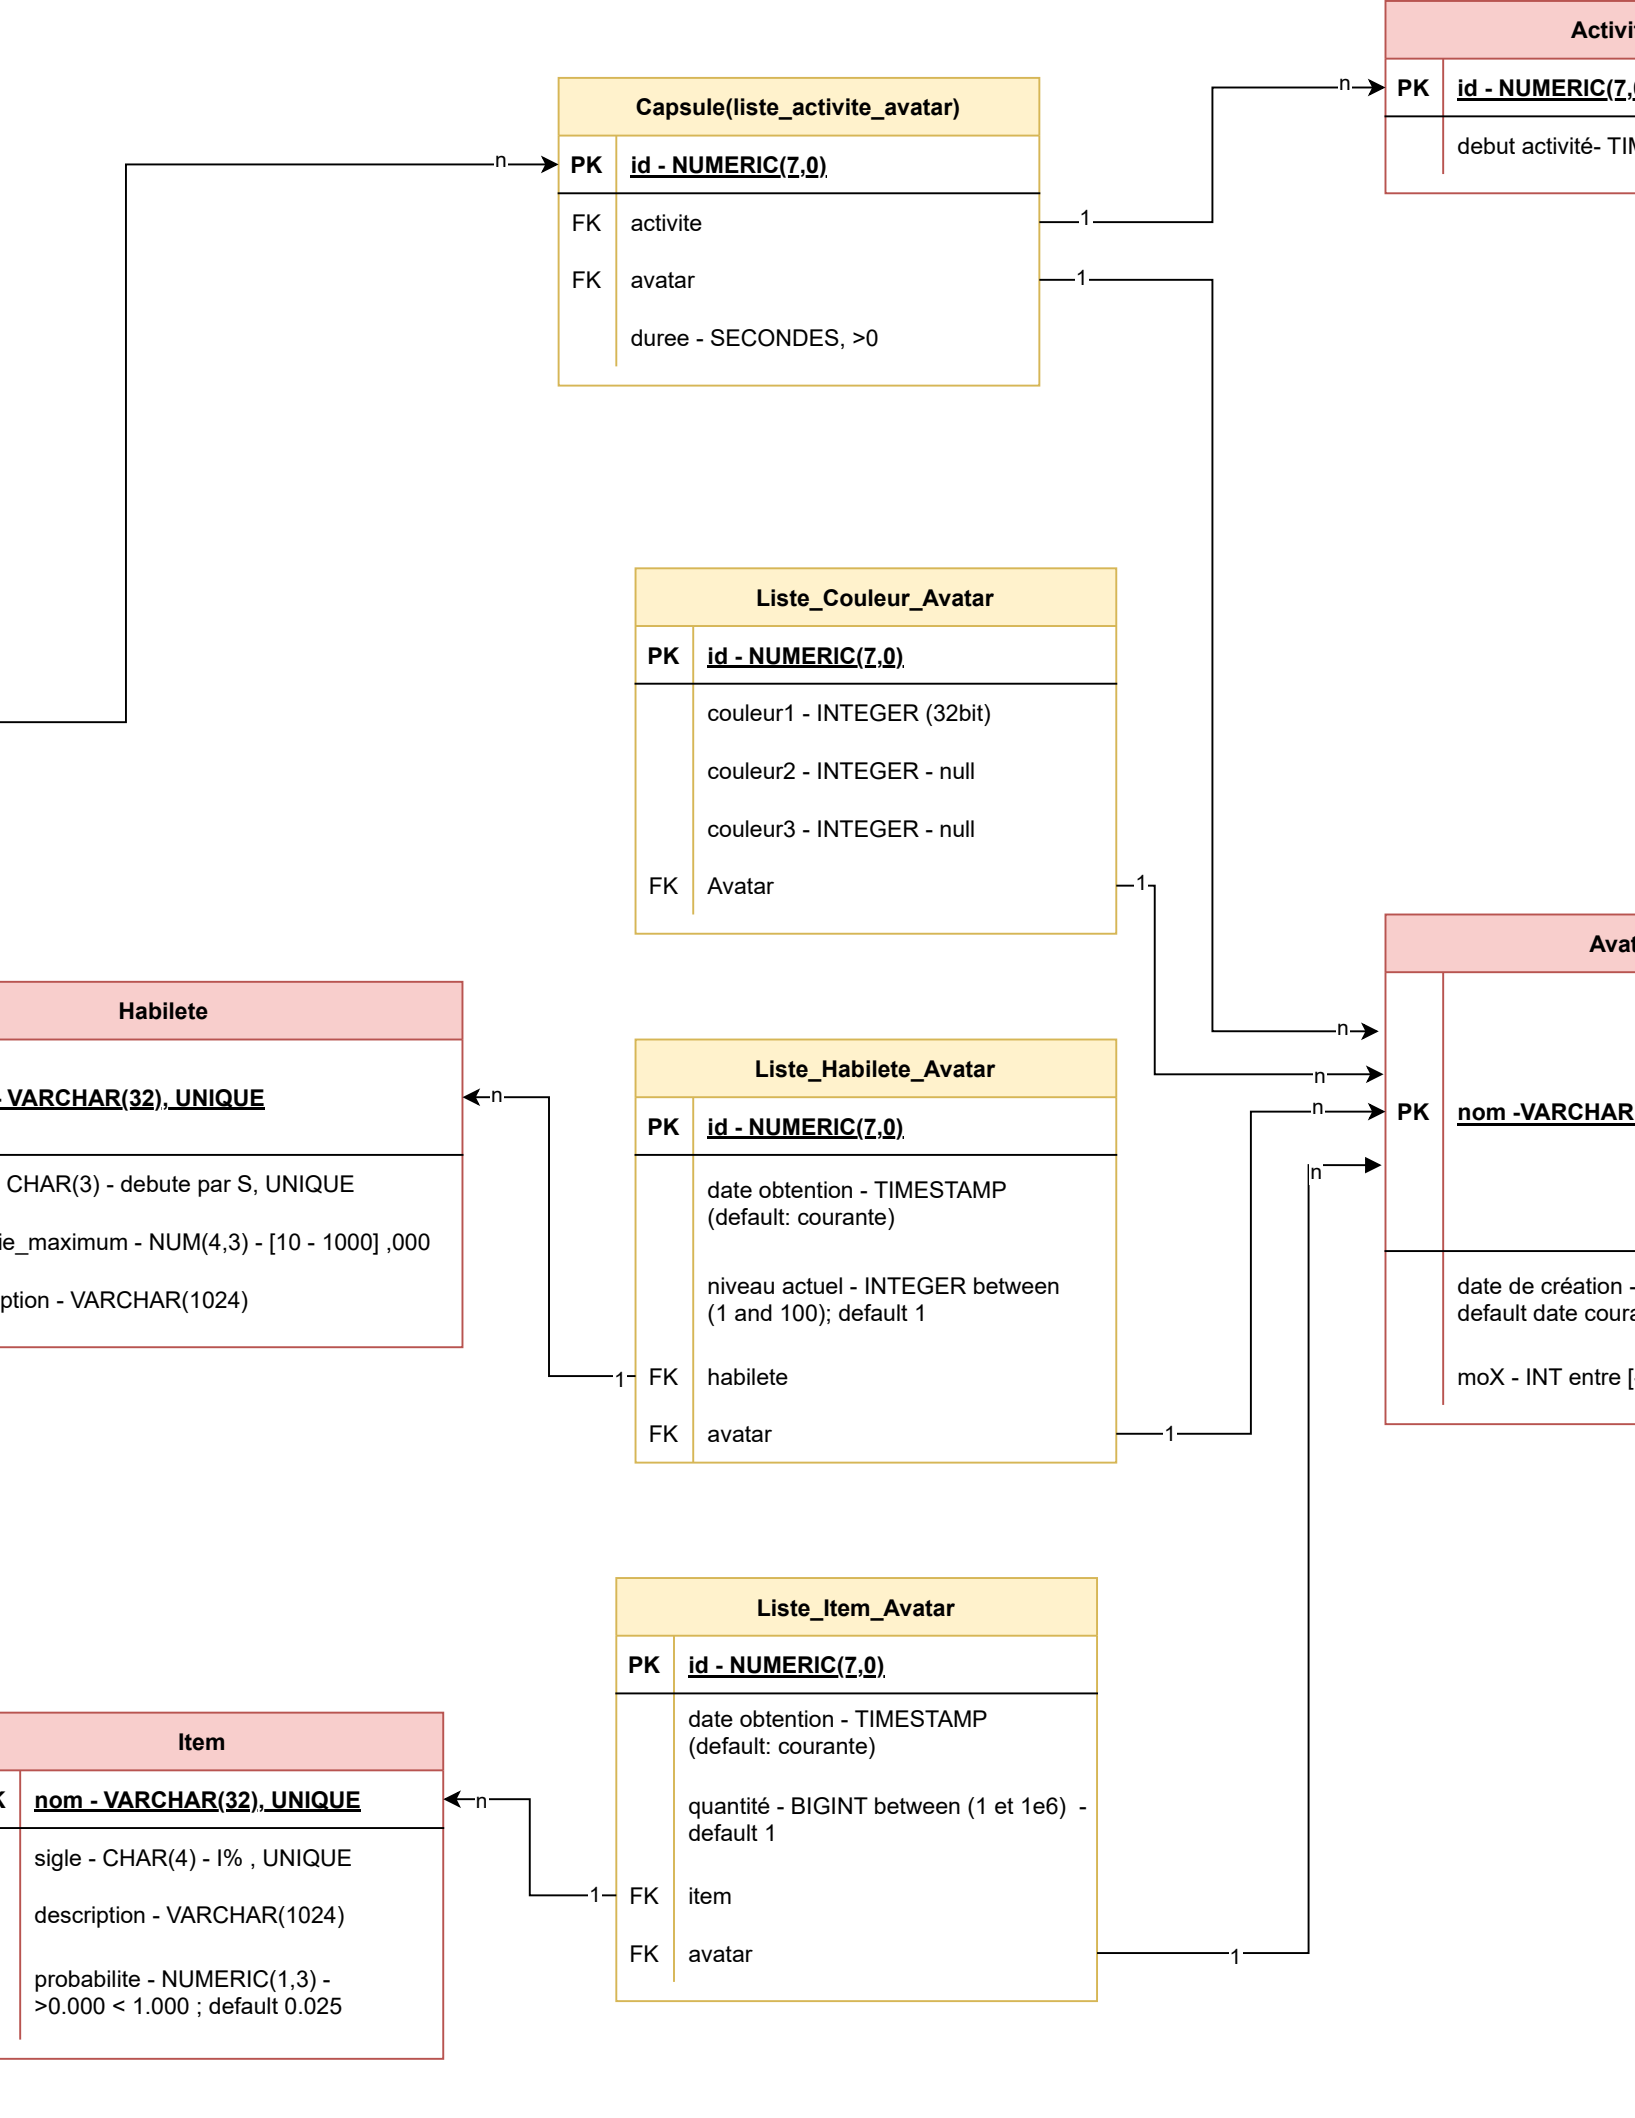 Activi
PK id - NUMERIC(7,
debut activité- TIM
n
Capsule(liste_activite_avatar)
n
PK id - NUMERIC(7,0)
FK activite
1
FK avatar
1
duree - SECONDES, >0
Liste_Couleur_Avatar
PK id - NUMERIC(7,0)
couleur1 - INTEGER (32bit)
couleur2 - INTEGER - null
couleur3 - INTEGER - null
FK Avatar
1
Avat
PK nom -VARCHAR
date de création -
default date coura
moX - INT entre [
n
n
n
n
Habilete
- VARCHAR(32), UNIQUE
CHAR(3) - debute par S, UNIQUE
ie_maximum - NUM(4,3) - [10 - 1000] ,000
ption - VARCHAR(1024)
n
Liste_Habilete_Avatar
PK id - NUMERIC(7,0)
date obtention - TIMESTAMP
(default: courante)
niveau actuel - INTEGER between
(1 and 100); default 1
1
FK habilete
FK avatar
1
Liste_Item_Avatar
PK id - NUMERIC(7,0)
date obtention - TIMESTAMP
(default: courante)
quantité - BIGINT between (1 et 1e6) -
default 1
1
FK item
FK avatar
1
Item
K nom - VARCHAR(32), UNIQUE
n
sigle - CHAR(4) - I% , UNIQUE
description - VARCHAR(1024)
probabilite - NUMERIC(1,3) -
>0.000 < 1.000 ; default 0.025